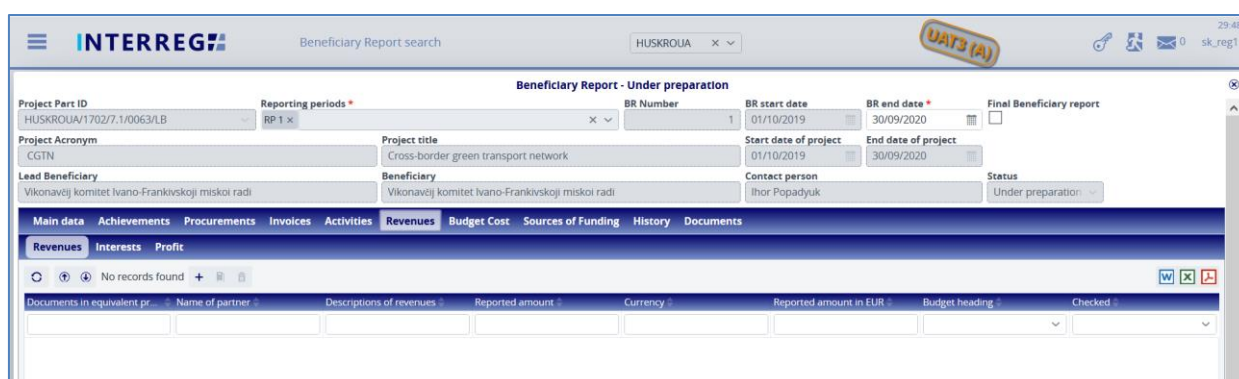 29:48
INTERREG Beneficiary Report search HUSKROUA UAT3 (A) 0 sk_reg1
Beneficiary Report - Under preparation
Project Part ID Reporting periods * BR Number BR start date BR end date * Final Beneficiary report
HUSKROUA/1702/7.1/0063/LB RP 1 × 1 01/10/2019 30/09/2020
Project Acronym Project title Start date of project End date of project
CGTN Cross-border green transport network 01/10/2019 30/09/2020
Lead Beneficiary Beneficiary Contact person Status
Vikonavčij komitet Ivano-Frankivskoji miskoi radi Vikonavčij komitet Ivano-Frankivskoji miskoi radi Ihor Popadyuk Under preparation
Main data Achievements Procurements Invoices Activities Revenues Budget Cost Sources of Funding History Documents
Revenues Interests Profit
No records found +
Documents in equivalent pr... Name of partner Descriptions of revenues Reported amount Currency Reported amount in EUR Budget heading Checked